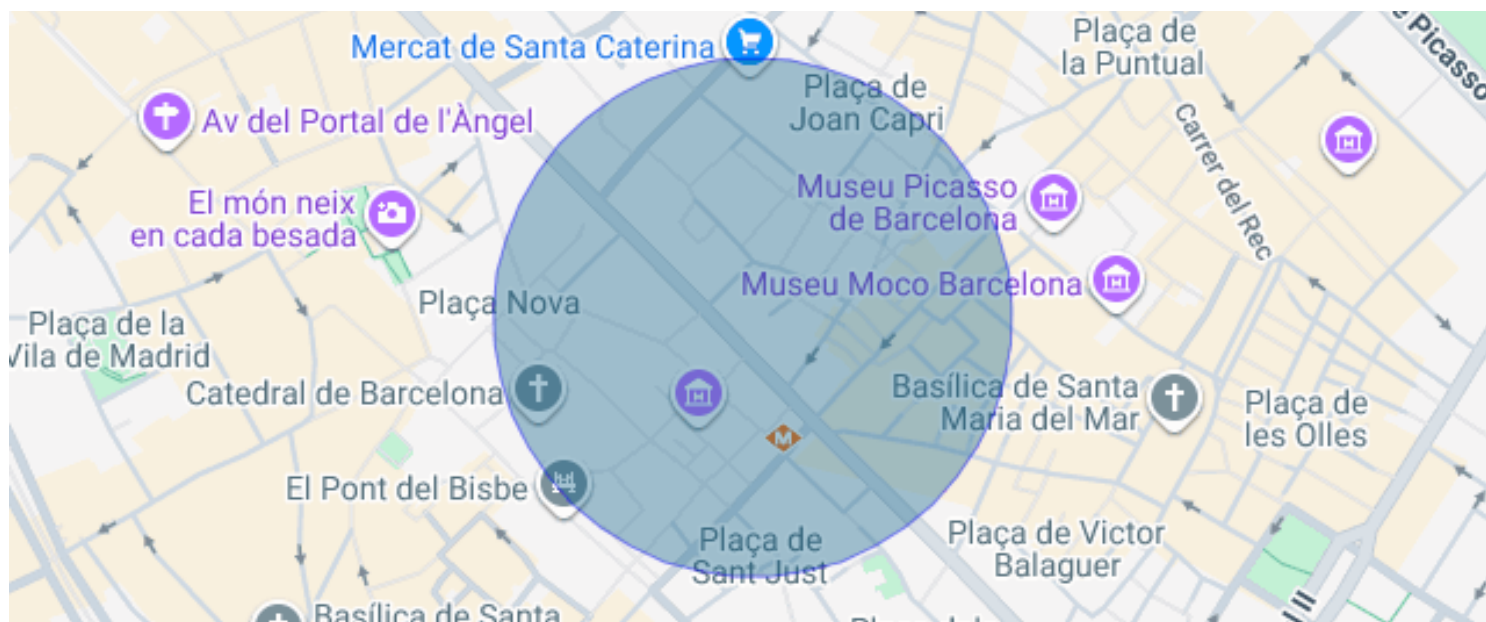 Mercat de Santa Caterina
Plaça de
la Puntual
Picasso
Plaça de
Joan Capri
Av del Portal de l'Àngel
Carrer del Rec
El món neix
en cada besada
Museu Picasso
de Barcelona
Museu Moco Barcelona
Plaça Nova
Plaça de la
Vila de Madrid
Catedral de Barcelona
Basílica de Santa
Maria del Mar
Plaça de
les Olles
M
El Pont del Bisbe
Plaça de
Sant Just
Plaça de Victor
Balaguer
Basílica de Santa